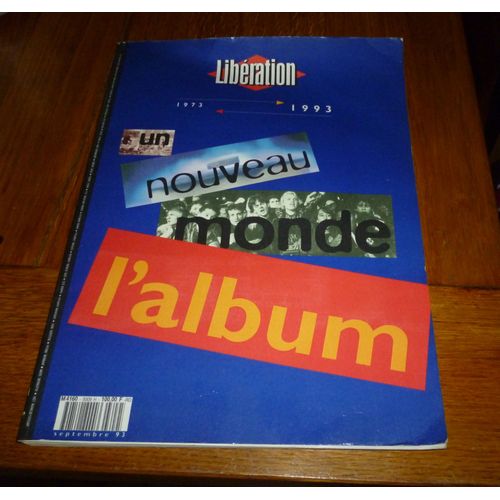 Libération
1973 1993
un
nouveau
monde
l'album
septembre 93